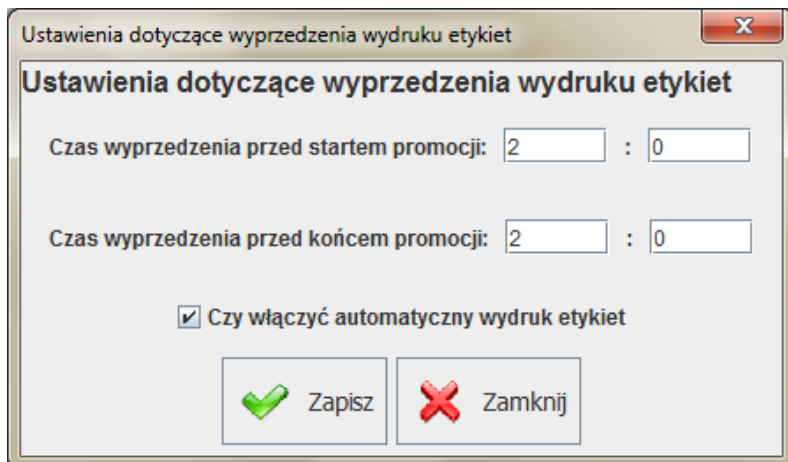 Ustawienia dotyczące wyprzedzenia wydruku etykiet
Ustawienia dotyczące wyprzedzenia wydruku etykiet
Czas wyprzedzenia przed startem promocji: 2 : 0
Czas wyprzedzenia przed końcem promocji: 2 : 0
Czy włączyć automatyczny wydruk etykiet
Zapisz Zamknij